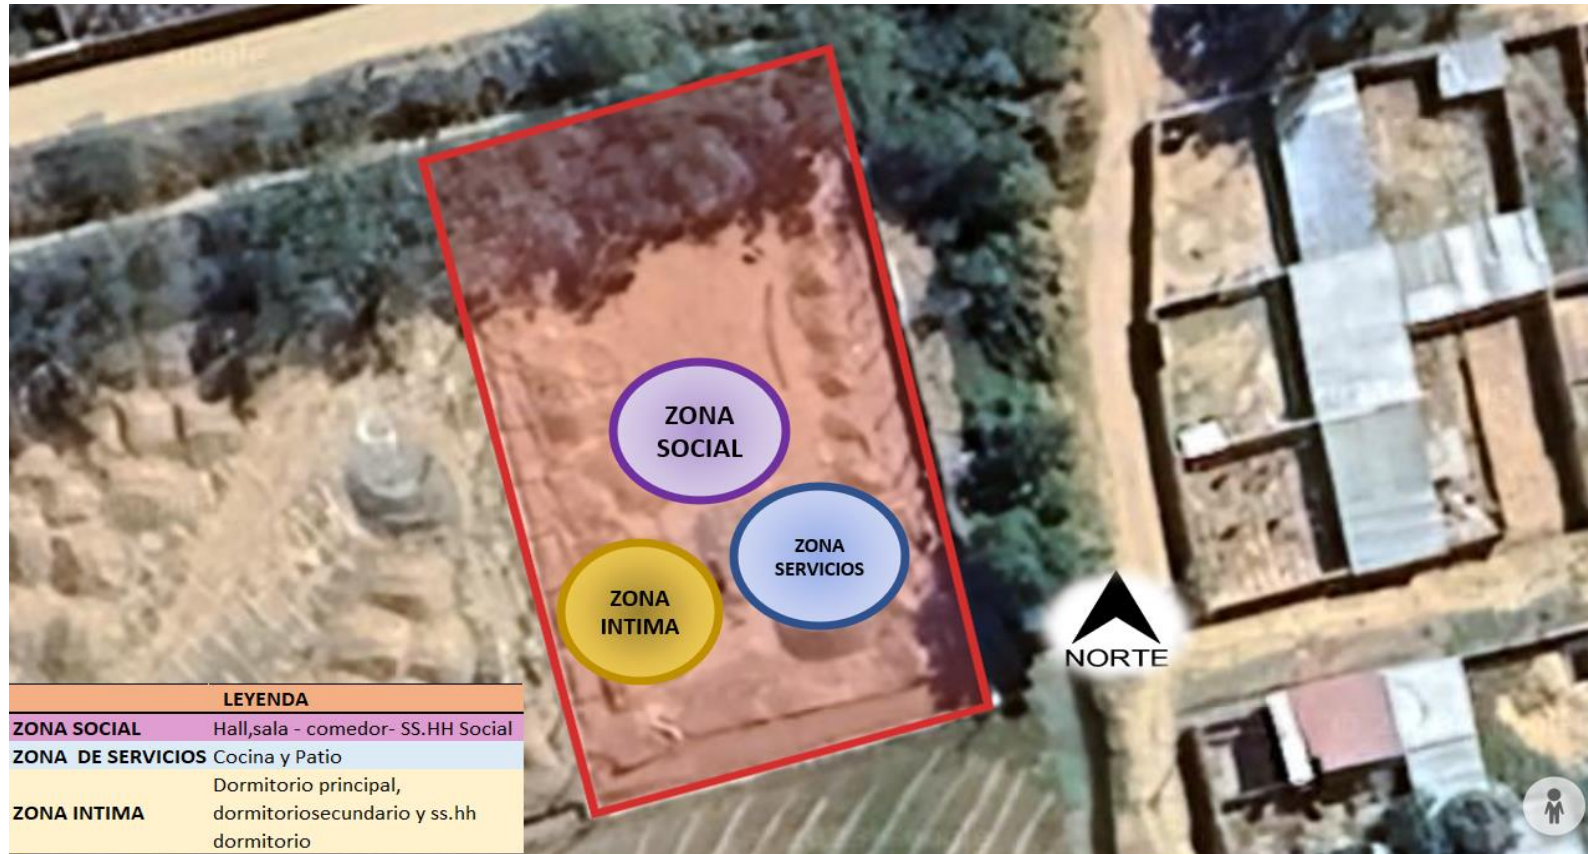 ZONA
SOCIAL
ZONA
SERVICIOS
ZONA
INTIMA
NORTE
LEYENDA
ZONA SOCIAL Hall,sala - comedor- SS.HH Social
ZONA DE SERVICIOS Cocina y Patio
ZONA INTIMA Dormitorio principal,
dormitoriosecundario y ss.hh
dormitorio